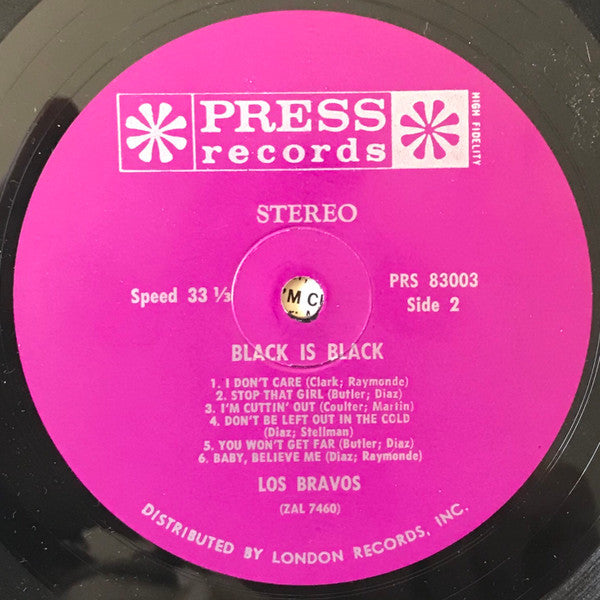 PRESS
records
HIGH FIDELITY
STEREO
Speed 33 ⅓
PRS 83003
Side 2
'M C
BLACK IS BLACK
1. I DON'T CARE (Clark; Raymonde)
2. STOP THAT GIRL (Butler; Diaz)
3. I'M CUTTIN' OUT (Coulter; Martin)
4. DON'T BE LEFT OUT IN THE COLD
(Diaz; Stellman)
5. YOU WON'T GET FAR (Butler; Diaz)
6. BABY, BELIEVE ME (Diaz; Raymonde)
LOS BRAVOS
(ZAL 7460)
DISTRIBUTED BY LONDON RECORDS, INC.